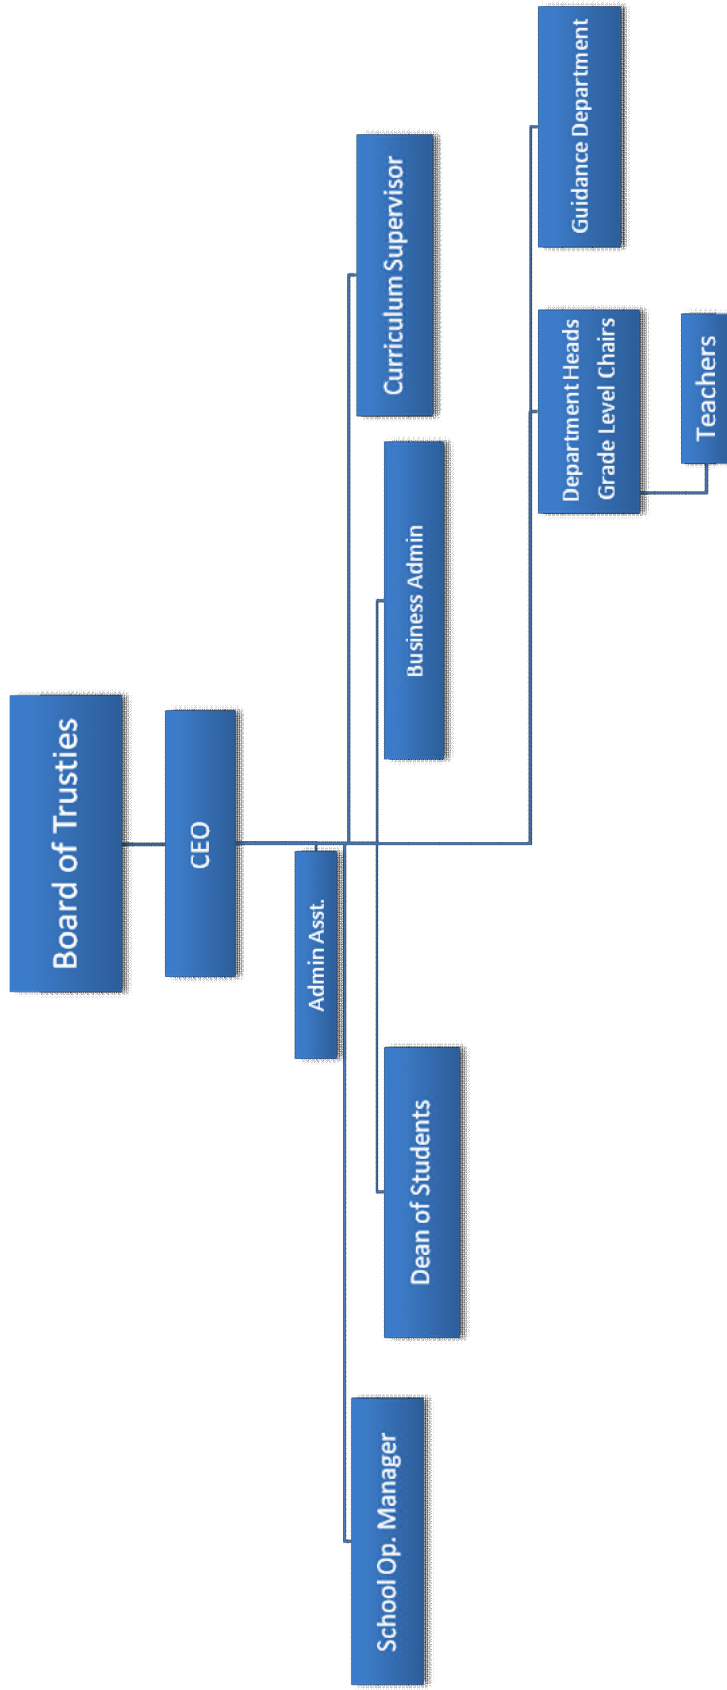 Board of Trusties
CEO
Admin Asst.
School Op. Manager
Dean of Students
Business Admin
Curriculum Supervisor
Department Heads
Grade Level Chairs
Guidance Department
Teachers